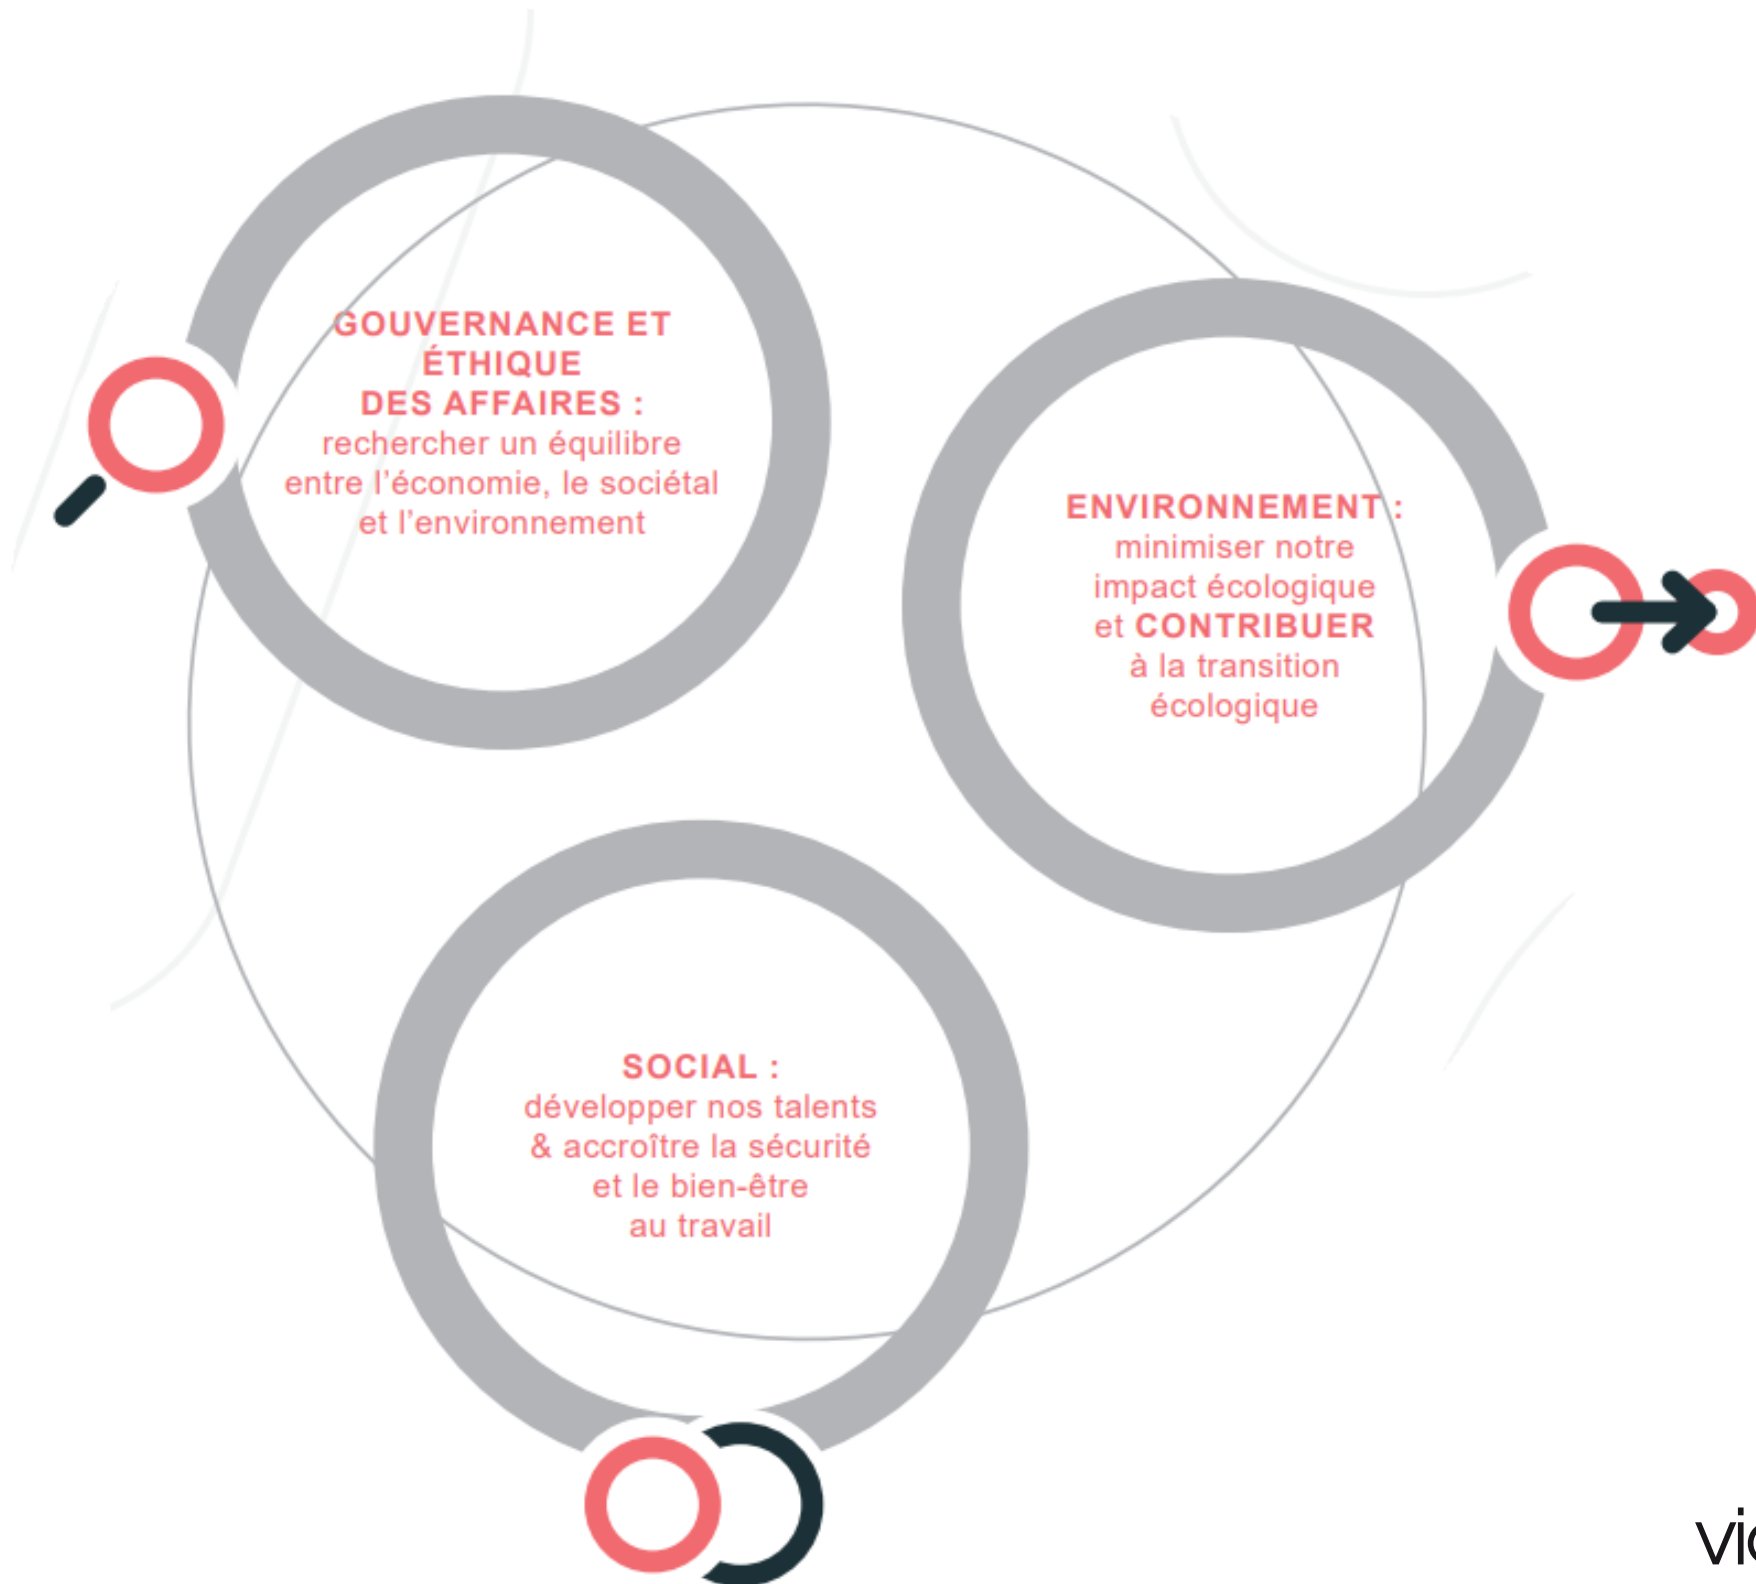 GOUVERNANCE ET
ÉTHIQUE
DES AFFAIRES :
rechercher un équilibre
entre l'économie, le sociétal
et l'environnement
ENVIRONNEMENT :
minimiser notre
impact écologique
et CONTRIBUER
à la transition
écologique
SOCIAL :
développer nos talents
& accroître la sécurité
et le bien-être
au travail